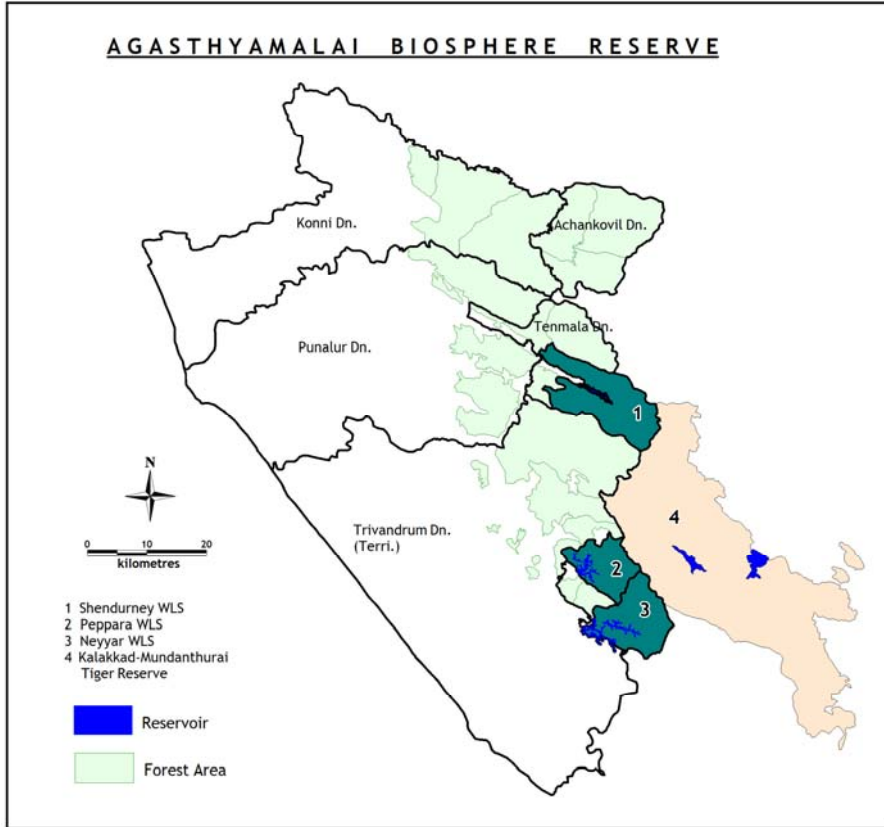 AGASTHYAMALAI BIOSPHERE RESERVE
Konni Dn.
Achankovil Dn.
Tenmala Dn.
Punalur Dn.
1
N
4
Trivandrum Dn.
(Terri.)
0 10 20
kilometres
2
3
1 Shendurney WLS
2 Peppara WLS
3 Neyyar WLS
4 Kalakkad-Mundanthurai
Tiger Reserve
Reservoir
Forest Area